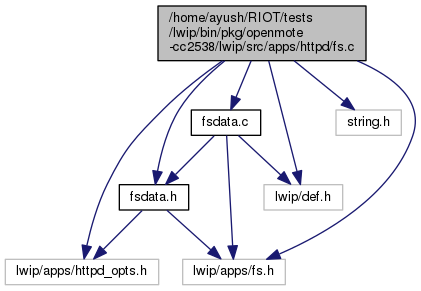 /home/ayush/RIOT/tests
/lwip/bin/pkg/openmote
-cc2538/lwip/src/apps/httpd/fs.c
fsdata.c
string.h
fsdata.h
lwip/def.h
lwip/apps/httpd_opts.h
lwip/apps/fs.h